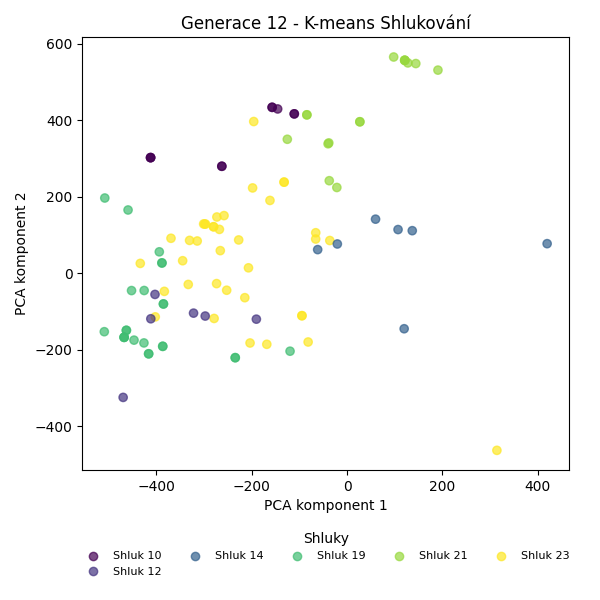 Generace 12 - K-means Shlukování
600
400
200
0
−200
−400
PCA komponent 2
−400
−200
0
200
400
PCA komponent 1
Shluky
Shluk 10
Shluk 14
Shluk 19
Shluk 21
Shluk 23
Shluk 12